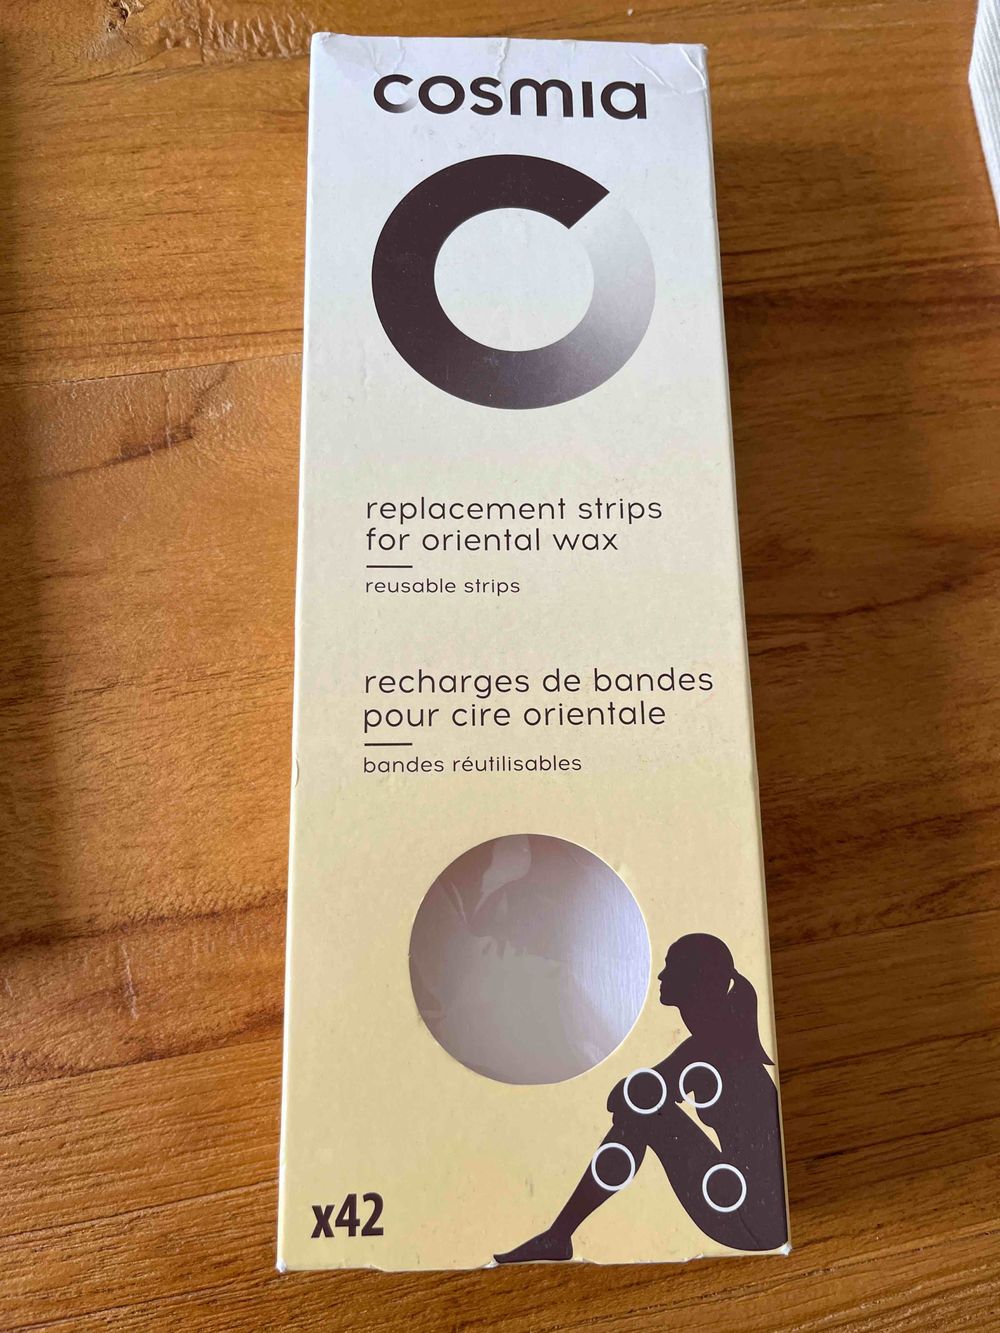 cosmia
replacement strips
for oriental wax
reusable strips
recharges de bandes
pour cire orientale
bandes réutilisables
x42